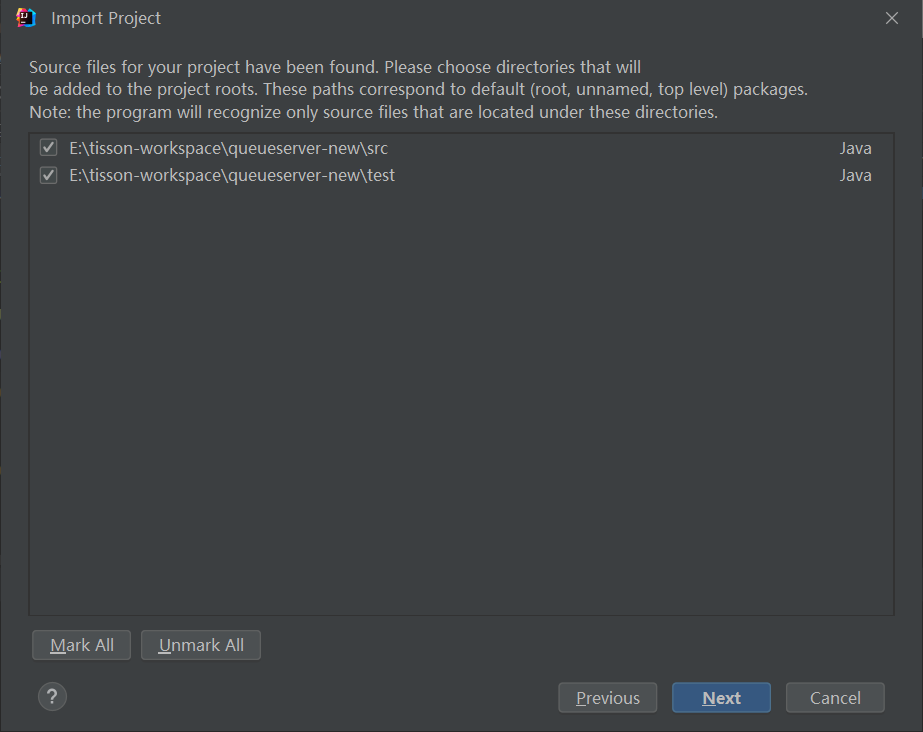 Import Project
Source files for your project have been found. Please choose directories that will
be added to the project roots. These paths correspond to default (root, unnamed, top level) packages.
Note: the program will recognize only source files that are located under these directories.
E:\tisson-workspace\queueserver-new\src Java
E:\tisson-workspace\queueserver-new\test Java
Mark All Unmark All
? Previous Next Cancel